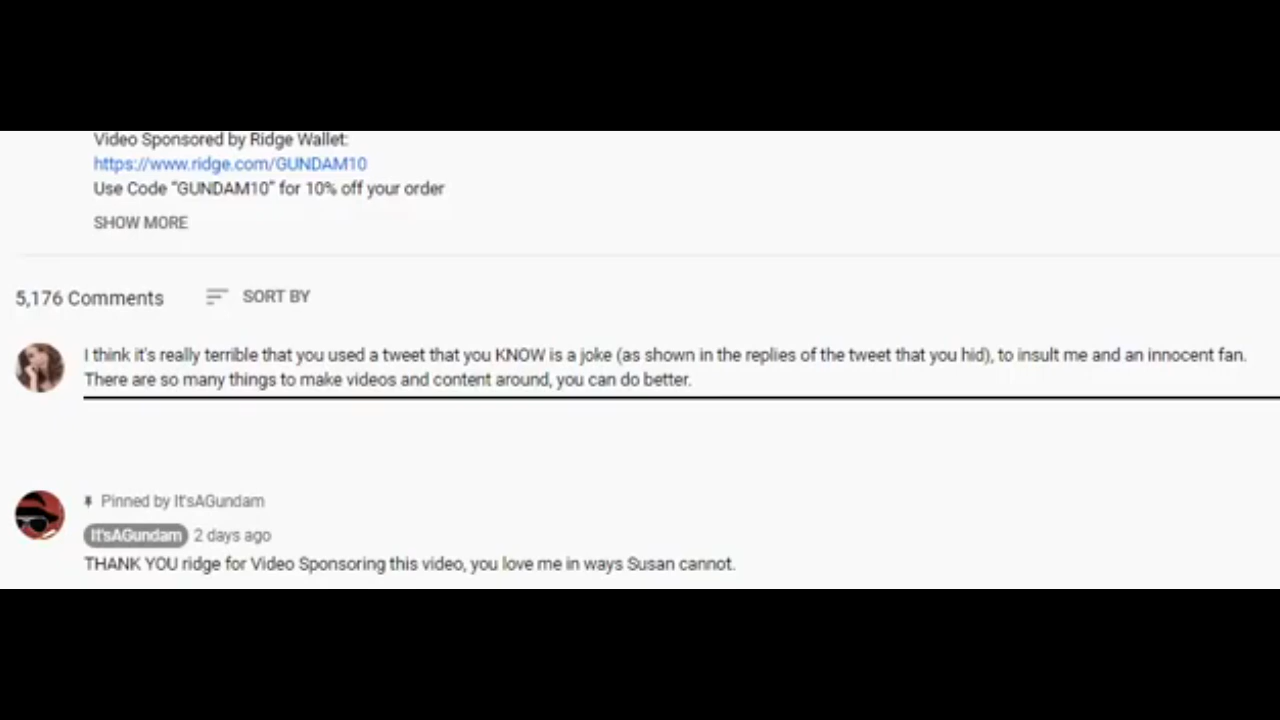 Video Sponsored by Ridge Wallet:
https://www.ridge.com/GUNDAM10
Use Code “GUNDAM10” for 10% off your order
SHOW MORE
5,176 Comments SORT BY
I think it's really terrible that you used a tweet that you KNOW is a joke (as shown in the replies of the tweet that you hid), to insult me and an innocent fan.
There are so many things to make videos and content around, you can do better.
Pinned by It'sAGundam
It'sAGundam 2 days ago
THANK YOU ridge for Video Sponsoring this video, you love me in ways Susan cannot.